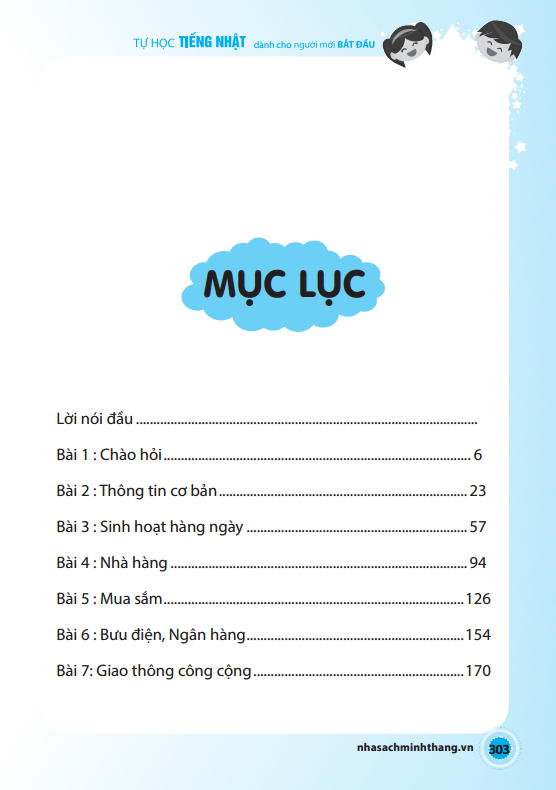 TỰ HỌC TIẾNG NHẬT dành cho người mới BẮT ĐẦU
MỤC LỤC
Lời nói đầu ....................................................................................................
Bài 1 : Chào hỏi.......................................................................................... 6
Bài 2 : Thông tin cơ bản......................................................................... 23
Bài 3 : Sinh hoạt hàng ngày ................................................................. 57
Bài 4 : Nhà hàng ....................................................................................... 94
Bài 5 : Mua sắm........................................................................................126
Bài 6 : Bưu điện, Ngân hàng................................................................154
Bài 7: Giao thông công cộng..............................................................170
nhasachminhthang.vn 303